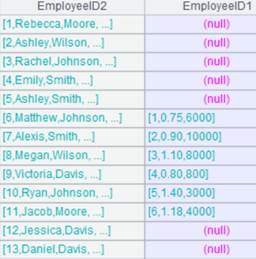 EmployeeID2 EmployeeID1
[1,Rebecca,Moore, ...] (null)
[2,Ashley,Wilson, ...] (null)
[3,Rachel,Johnson, ...] (null)
[4,Emily,Smith, ...] (null)
[5,Ashley,Smith, ...] (null)
[6,Matthew,Johnson, ...] [1,0.75,6000]
[7,Alexis,Smith, ...] [2,0.90,10000]
[8,Megan,Wilson, ...] [3,1.10,8000]
[9,Victoria,Davis, ...] [4,0.80,800]
[10,Ryan,Johnson, ...] [5,1.40,3000]
[11,Jacob,Moore, ...] [6,1.18,4000]
[12,Jessica,Davis, ...] (null)
[13,Daniel,Davis, ...] (null)